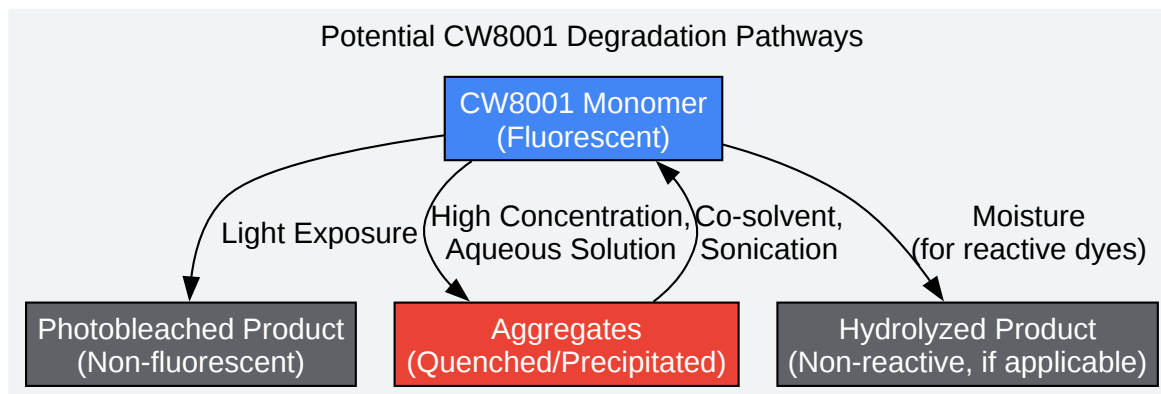 Potential CW8001 Degradation Pathways
CW8001 Monomer
(Fluorescent)
Light Exposure
High Concentration,
Aqueous Solution
Co-solvent,
Sonication
Moisture
(for reactive dyes)
Photobleached Product
(Non-fluorescent)
Aggregates
(Quenched/Precipitated)
Hydrolyzed Product
(Non-reactive, if applicable)